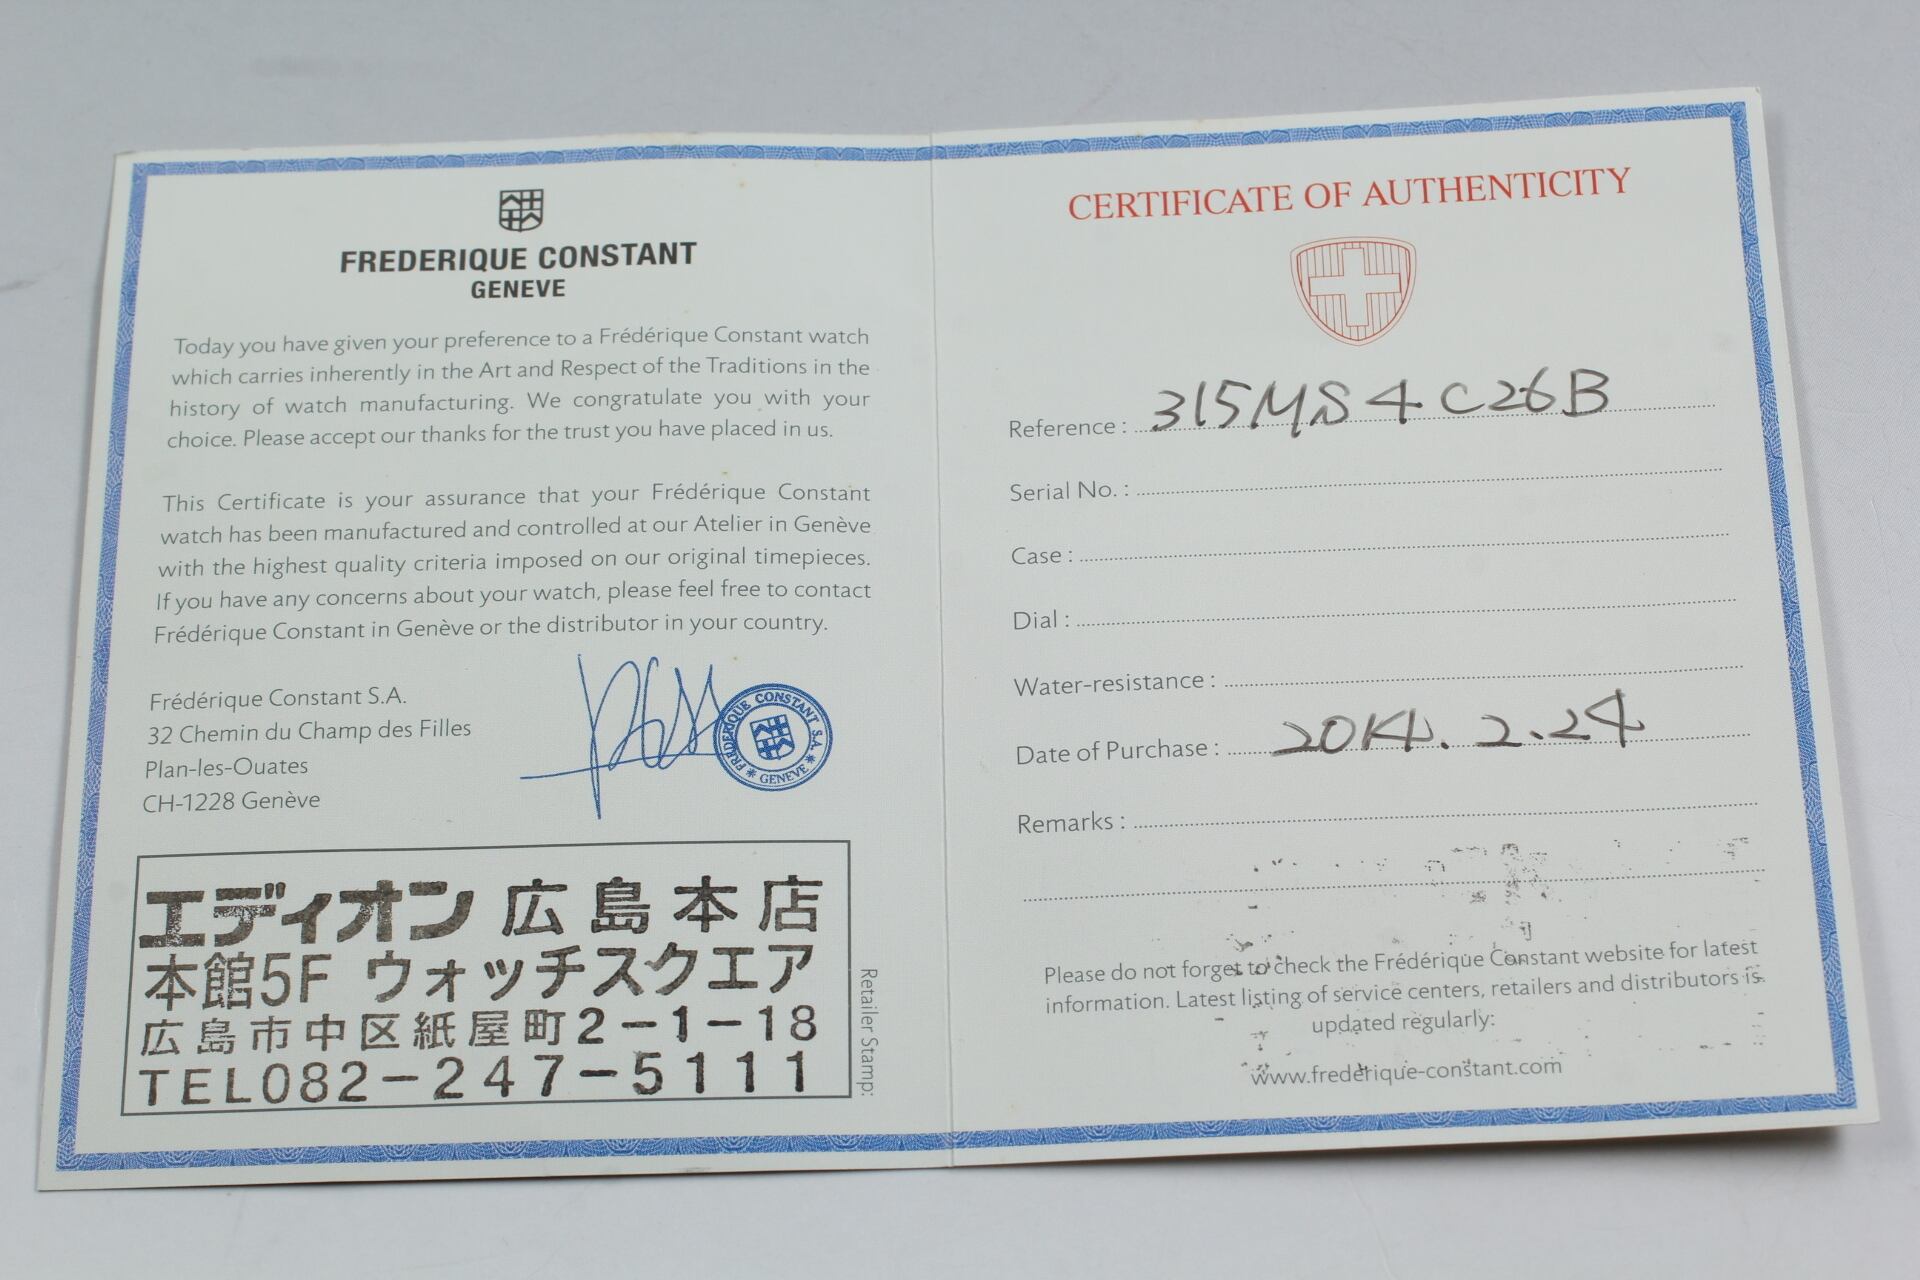 FREDERIQUE CONSTANT
GENEVE
Today you have given your preference to a Frédérique Constant watch
which carries inherently in the Art and Respect of the Traditions in the
history of watch manufacturing. We congratulate you with your
choice. Please accept our thanks for the trust you have placed in us.
This Certificate is your assurance that your Frédérique Constant
watch has been manufactured and controlled at our Atelier in Genève
with the highest quality criteria imposed on our original timepieces.
If you have any concerns about your watch, please feel free to contact
Frédérique Constant in Genève or the distributor in your country.
Frédérique Constant S.A.
32 Chemin du Champ des Filles
Plan-les-Ouates
CH-1228 Genève
FREDERIQUE CONSTANT S.A.
* GENEVE *
エディオン 広島本店
本館5F ウォッチスクエア
広島市中区紙屋町2-1-18
TEL082-247-5111
Retailer Stamp:
CERTIFICATE OF AUTHENTICITY
Reference : 315MS4C26B
Serial No. :
Case :
Dial :
Water-resistance :
Date of Purchase : 2014.2.24
Remarks :
Please do not forget to check the Frédérique Constant website for latest
information. Latest listing of service centers, retailers and distributors is
updated regularly:
www.frederique-constant.com